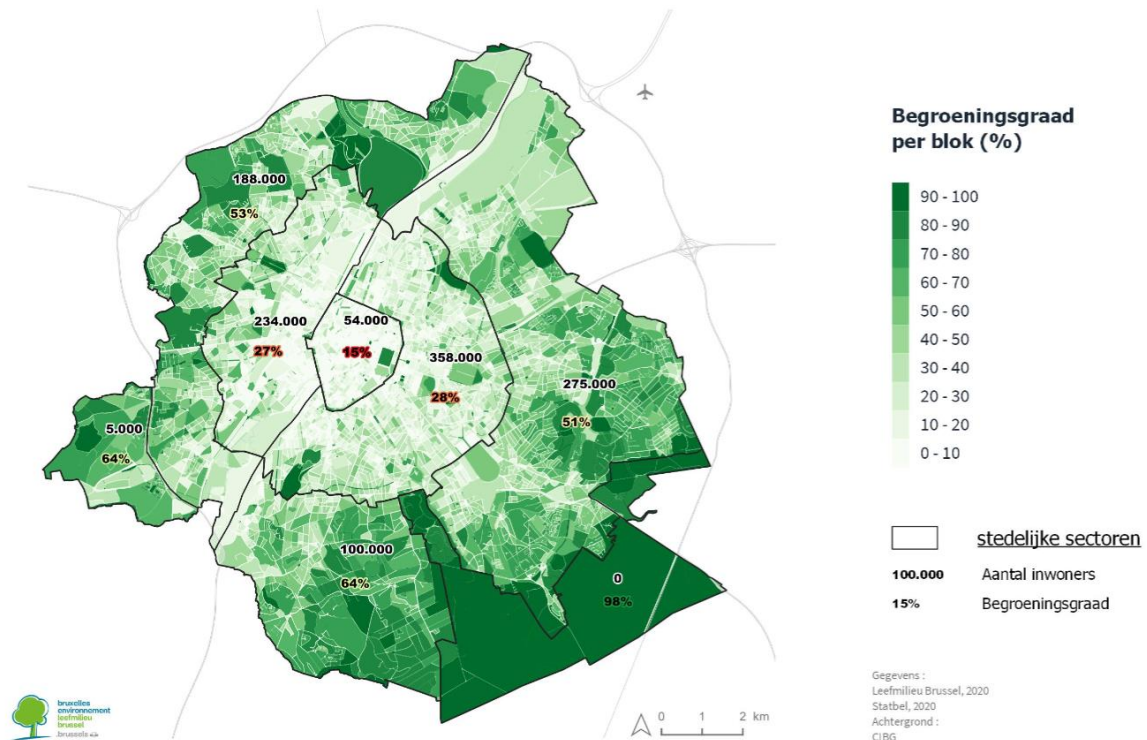 Begroeningsgraad
per blok (%)
90 - 100
80 - 90
70 - 80
60 - 70
50 - 60
40 - 50
30 - 40
20 - 30
10 - 20
0 - 10
188.000
53%
234.000
27%
54.000
15%
358.000
28%
275.000
51%
5.000
64%
100.000
64%
0
98%
stedelijke sectoren
100.000 Aantal inwoners
15% Begroeningsgraad
Gegevens :
Leefmilieu Brussel, 2020
Statbel, 2020
Achtergrond :
CIBG
0 1 2 km
bruxelles
environnement
leefmilieu
brussel
.brussels